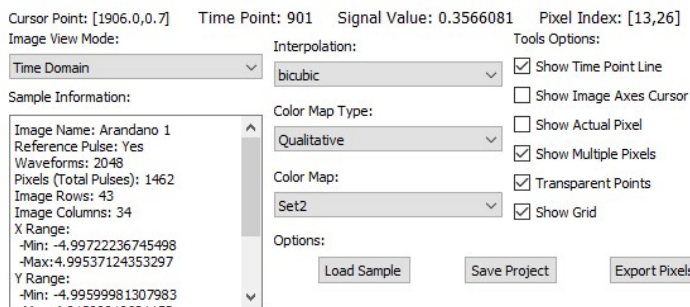 Cursor Point: [1906.0,0.7] Time Point: 901 Signal Value: 0.3566081 Pixel Index: [13,26]
Image View Mode:
Time Domain
Sample Information:
Image Name: Arandano 1
Reference Pulse: Yes
Waveforms: 2048
Pixels (Total Pulses): 1462
Image Rows: 43
Image Columns: 34
X Range:
-Min: -4.99722236745498
-Max:4.99537124353297
Y Range:
-Min: -4.99599981307983
Interpolation:
bicubic
Color Map Type:
Qualitative
Color Map:
Set2
Options:
Load Sample Save Project Export Pixels
Tools Options:
Show Time Point Line
Show Image Axes Cursor
Show Actual Pixel
Show Multiple Pixels
Transparent Points
Show Grid